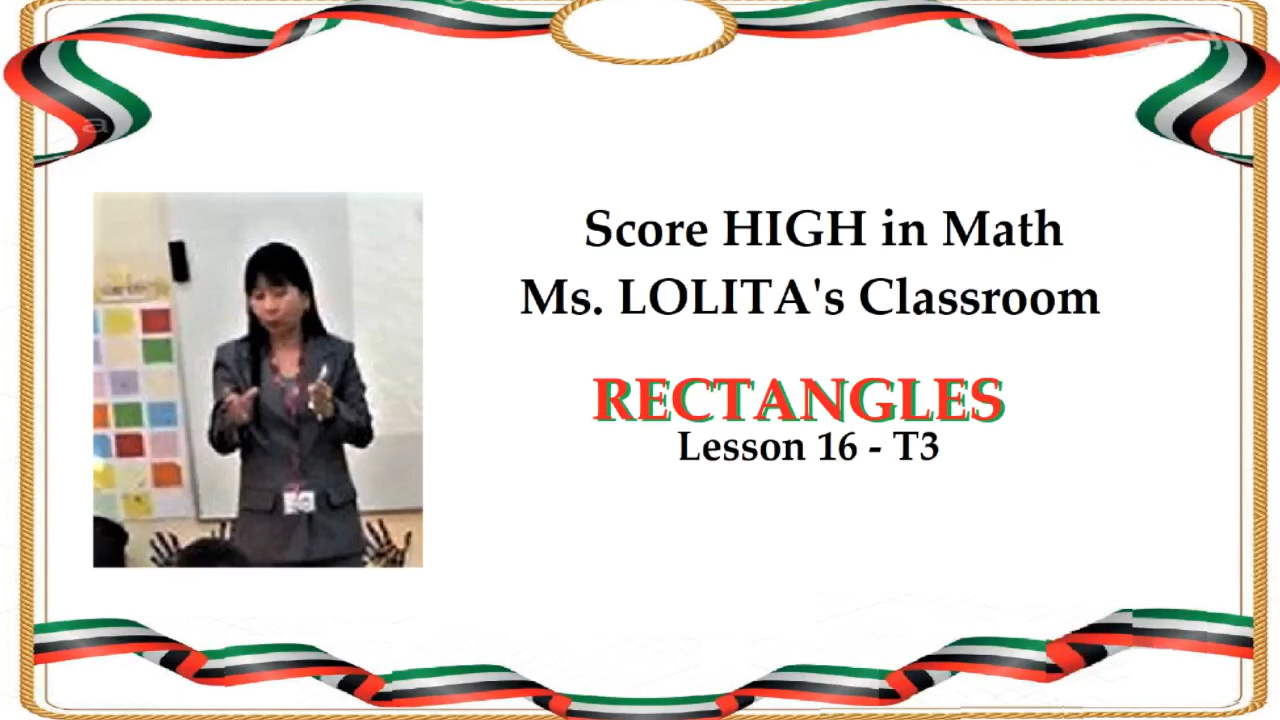 Score HIGH in Math
Ms. LOLITA's Classroom
RECTANGLES
Lesson 16 - T3